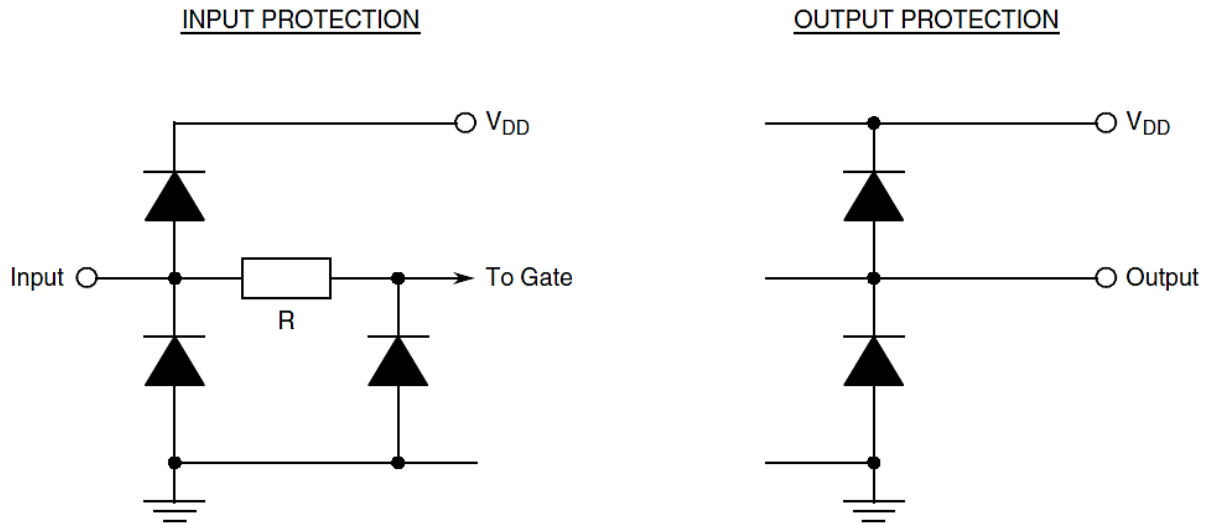 INPUT PROTECTION
OUTPUT PROTECTION
VDD
VDD
Input
To Gate
Output
R